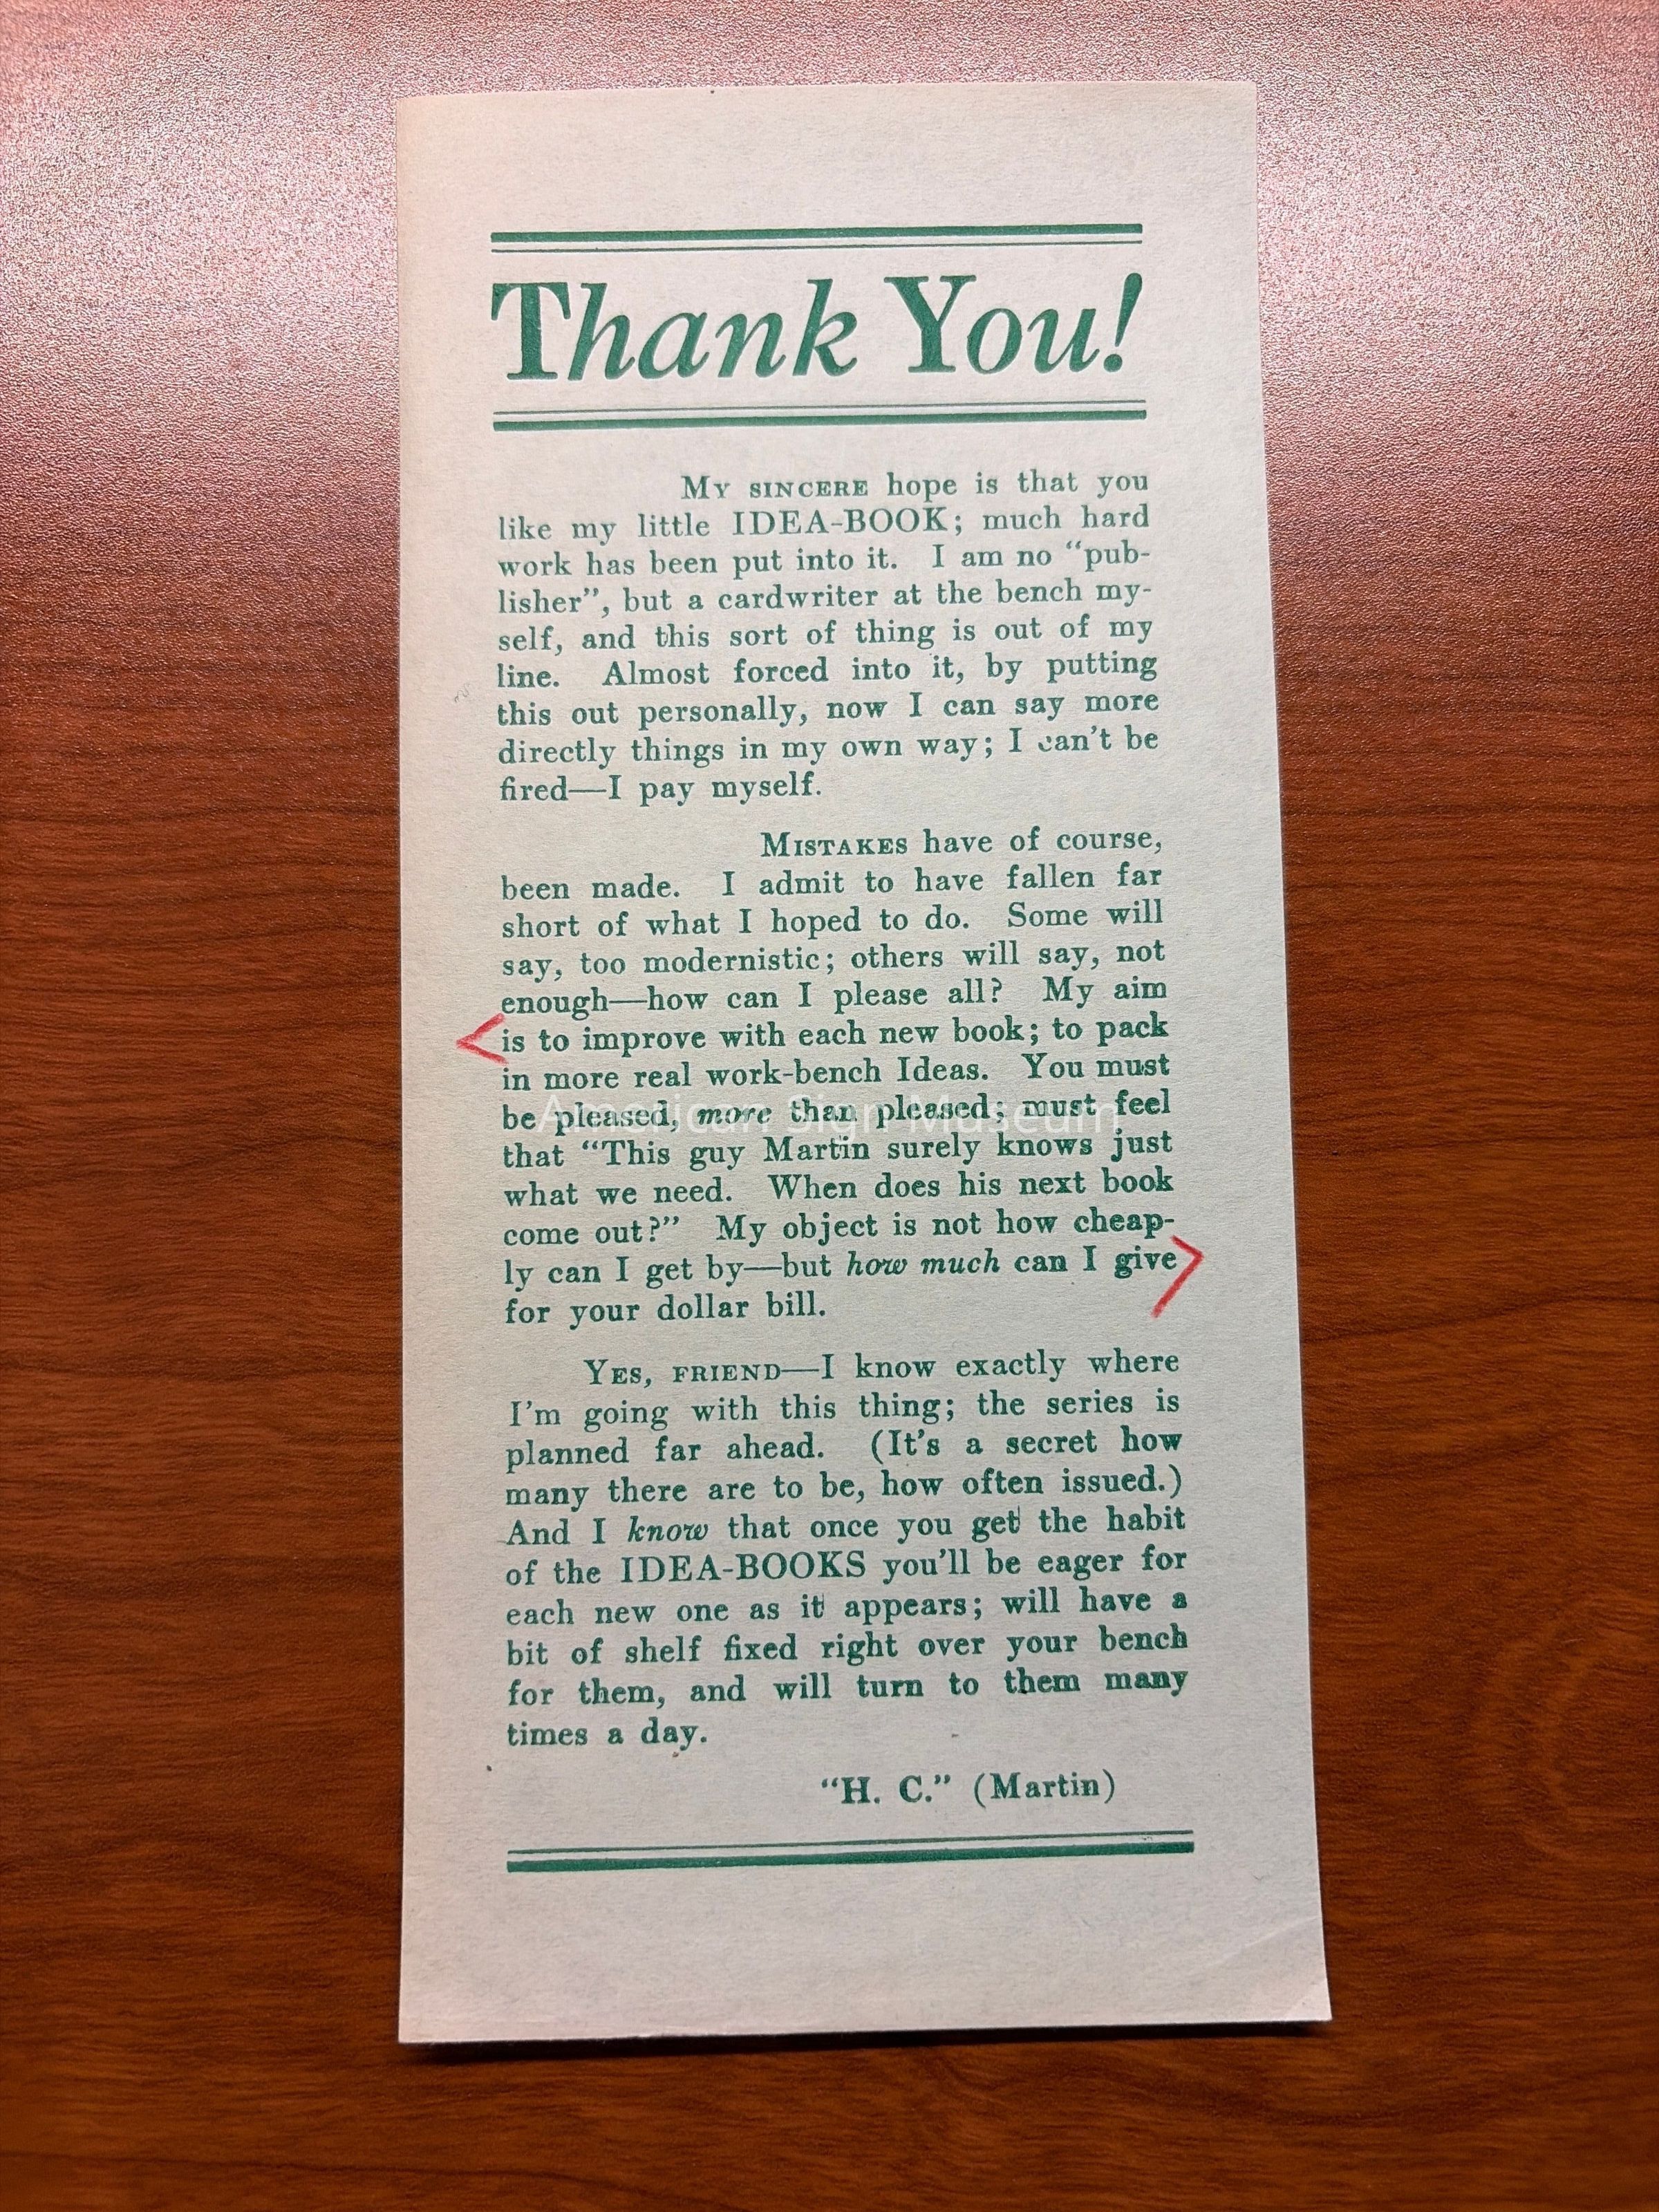 Thank You!
My sincere hope is that you
like my little IDEA-BOOK; much hard
work has been put into it. I am no “pub-
lisher”, but a cardwriter at the bench my-
self, and this sort of thing is out of my
line. Almost forced into it, by putting
this out personally, now I can say more
directly things in my own way; I can't be
fired—I pay myself.
Mistakes have of course,
been made. I admit to have fallen far
short of what I hoped to do. Some will
say, too modernistic; others will say, not
enough—how can I please all? My aim
is to improve with each new book; to pack
in more real work-bench Ideas. You must
be pleased, more than pleased; must feel
American Sign Museum
that “This guy Martin surely knows just
what we need. When does his next book
come out?” My object is not how cheap-
ly can I get by—but how much can I give
for your dollar bill.
Yes, friend—I know exactly where
I'm going with this thing; the series is
planned far ahead. (It's a secret how
many there are to be, how often issued.)
And I know that once you get the habit
of the IDEA-BOOKS you'll be eager for
each new one as it appears; will have a
bit of shelf fixed right over your bench
for them, and will turn to them many
times a day.
“H. C.” (Martin)